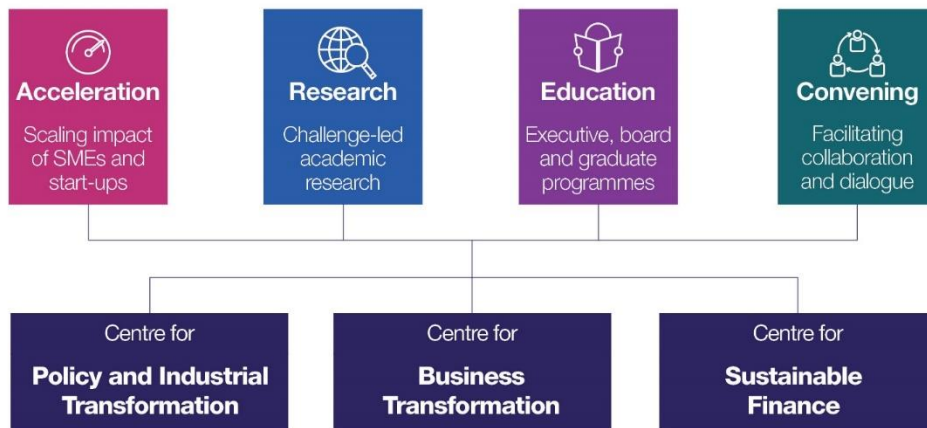 Acceleration
Scaling impact
of SMEs and
start-ups
Research
Challenge-led
academic
research
Education
Executive, board
and graduate
programmes
Convening
Facilitating
collaboration
and dialogue
Centre for
Policy and Industrial
Transformation
Centre for
Business
Transformation
Centre for
Sustainable
Finance